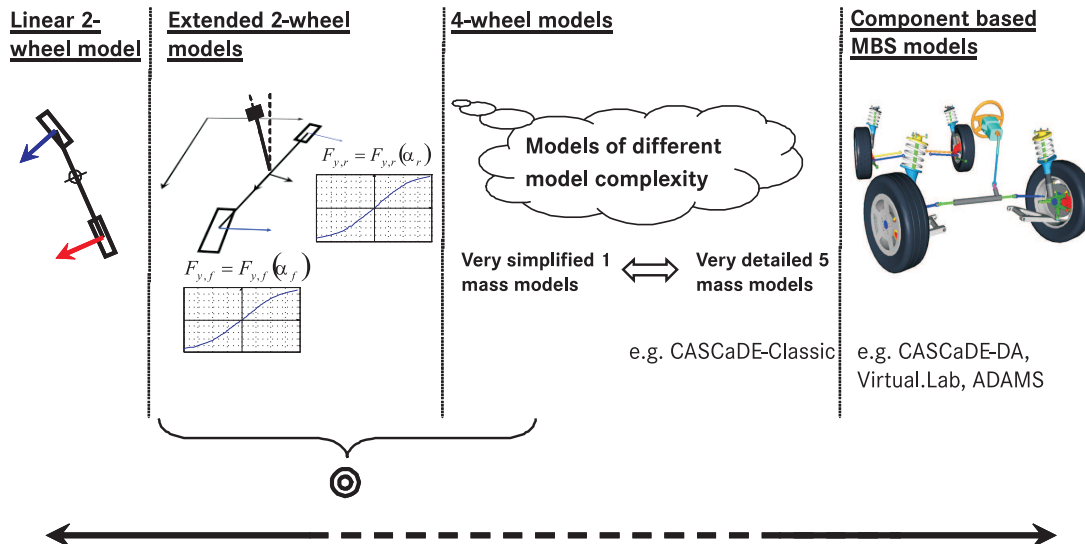 Linear 2-
wheel model
Extended 2-wheel
models
F_{y,r} = F_{y,r}(α_r)
F_{y,f} = F_{y,f}(α_f)
4-wheel models
Models of different
model complexity
Very simplified 1
mass models
Very detailed 5
mass models
e.g. CASCaDE-Classic
Component based
MBS models
e.g. CASCaDE-DA,
Virtual.Lab, ADAMS